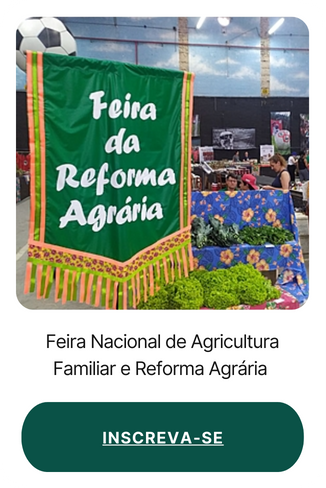 Feira
da
Reforma
Agrária
Feira Nacional de Agricultura
Familiar e Reforma Agrária
INSCREVA-SE